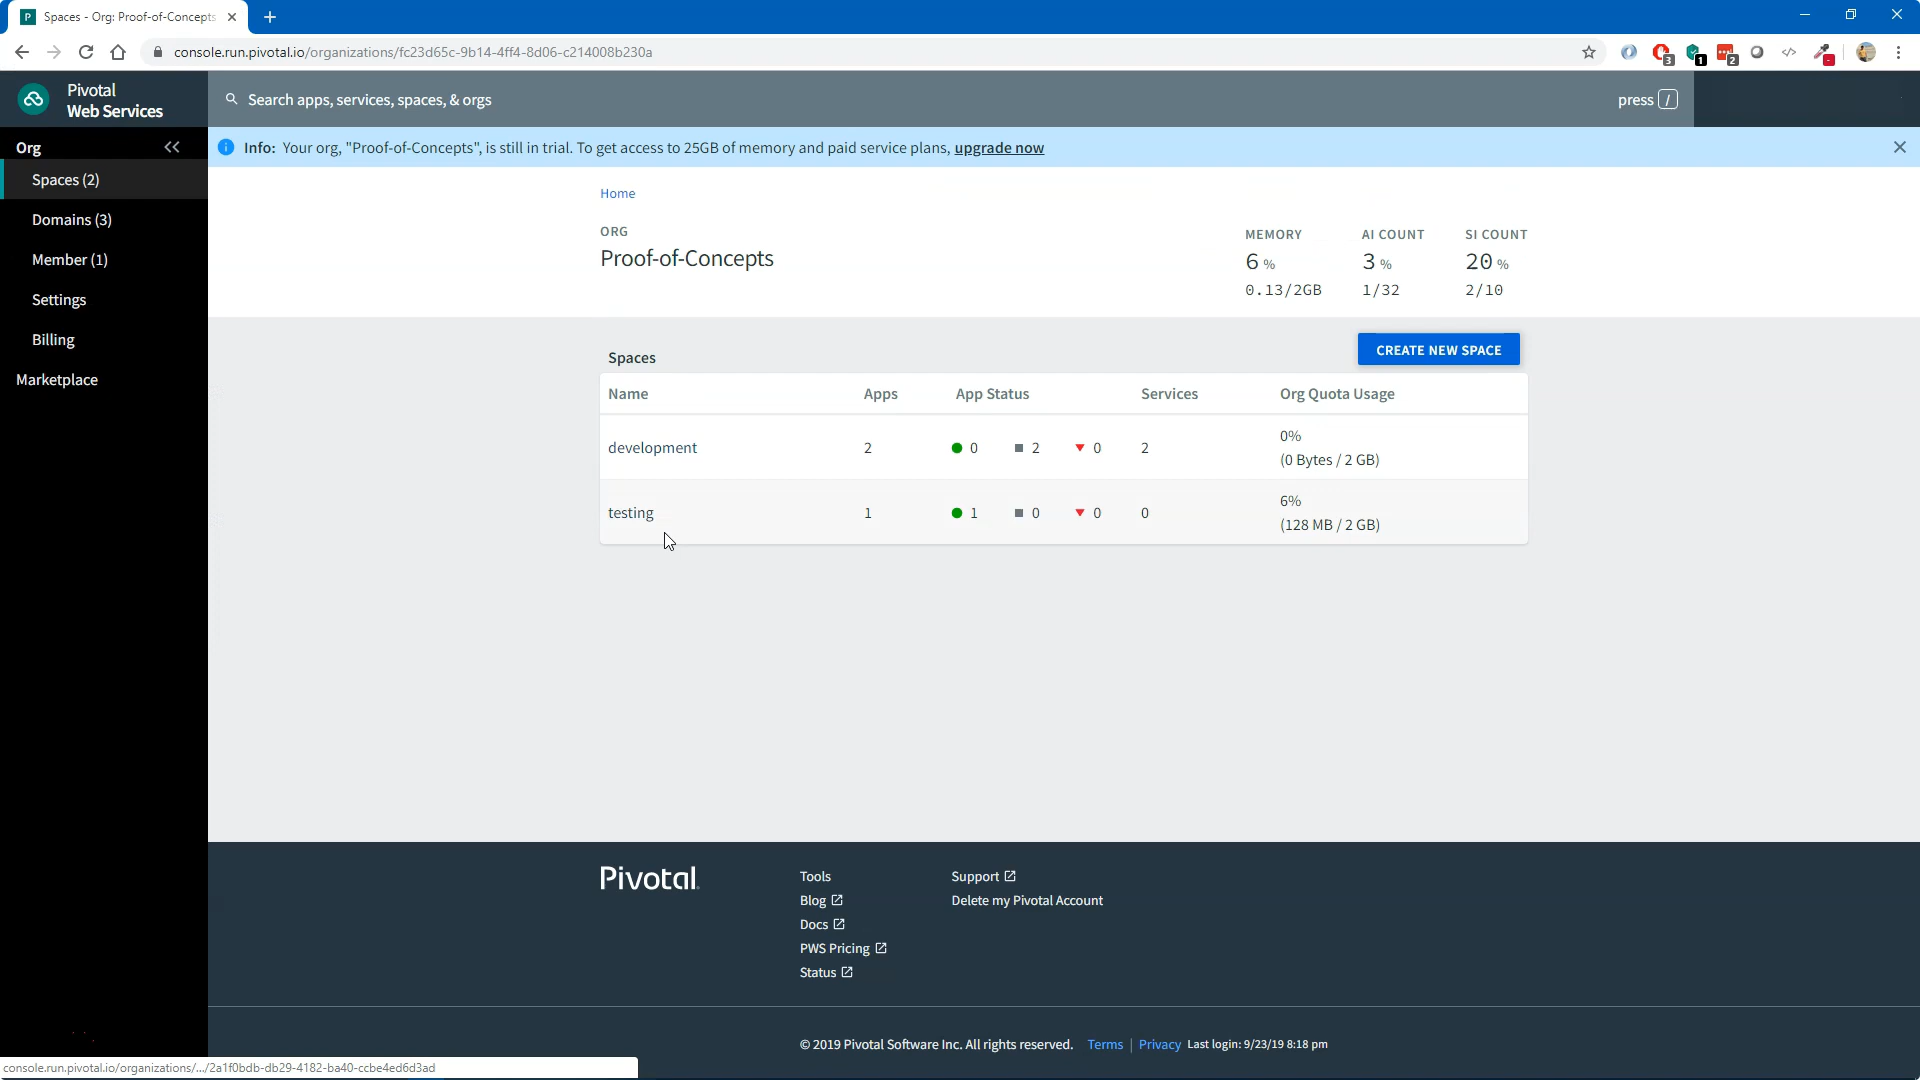 Spaces - Org: Proof-of-Concepts
console.run.pivotal.io/organizations/fc23d65c-9b14-4ff4-8d06-c214008b230a
3
1
2
Pivotal
Web Services
Search apps, services, spaces, & orgs
press /
Org
Info: Your org, "Proof-of-Concepts", is still in trial. To get access to 25GB of memory and paid service plans, upgrade now
Spaces (2)
Domains (3)
Member (1)
Settings
Billing
Marketplace
Home
ORG
Proof-of-Concepts
MEMORY AI COUNT SI COUNT
6 % 3 % 20 %
0.13/2GB 1/32 2/10
Spaces
CREATE NEW SPACE
Name Apps App Status Services Org Quota Usage
development 2 0 2 0 2 0%
(0 Bytes / 2 GB)
testing 1 1 0 0 0 6%
(128 MB / 2 GB)
Pivotal
Tools
Blog
Docs
PWS Pricing
Status
Support
Delete my Pivotal Account
© 2019 Pivotal Software Inc. All rights reserved. Terms | Privacy Last login: 9/23/19 8:18 pm
console.run.pivotal.io/organizations/.../2a1f0bdb-db29-4182-ba40-ccbe4ed6d3ad